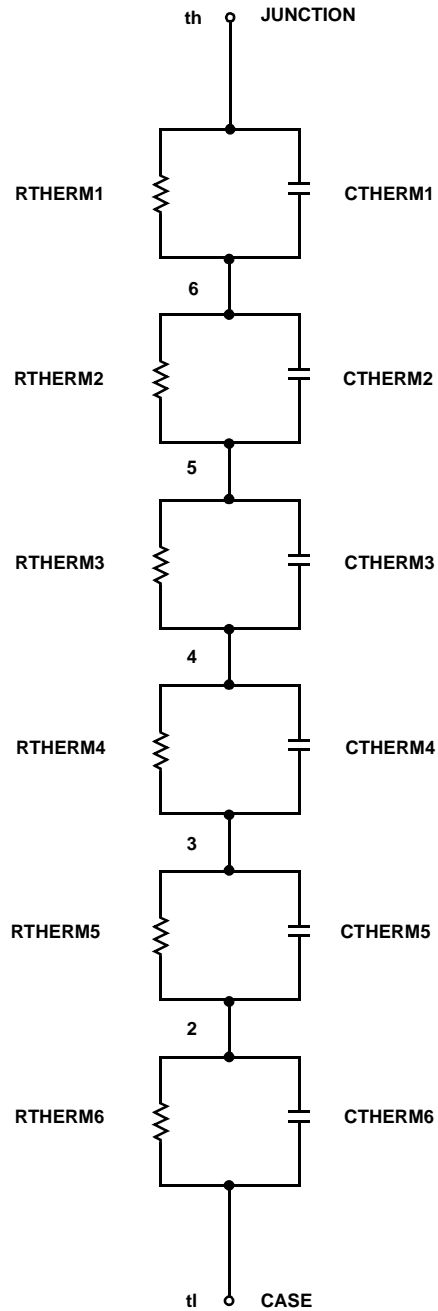 th JUNCTION
RTHERM1 CTHERM1
6
RTHERM2 CTHERM2
5
RTHERM3 CTHERM3
4
RTHERM4 CTHERM4
3
RTHERM5 CTHERM5
2
RTHERM6 CTHERM6
tl CASE